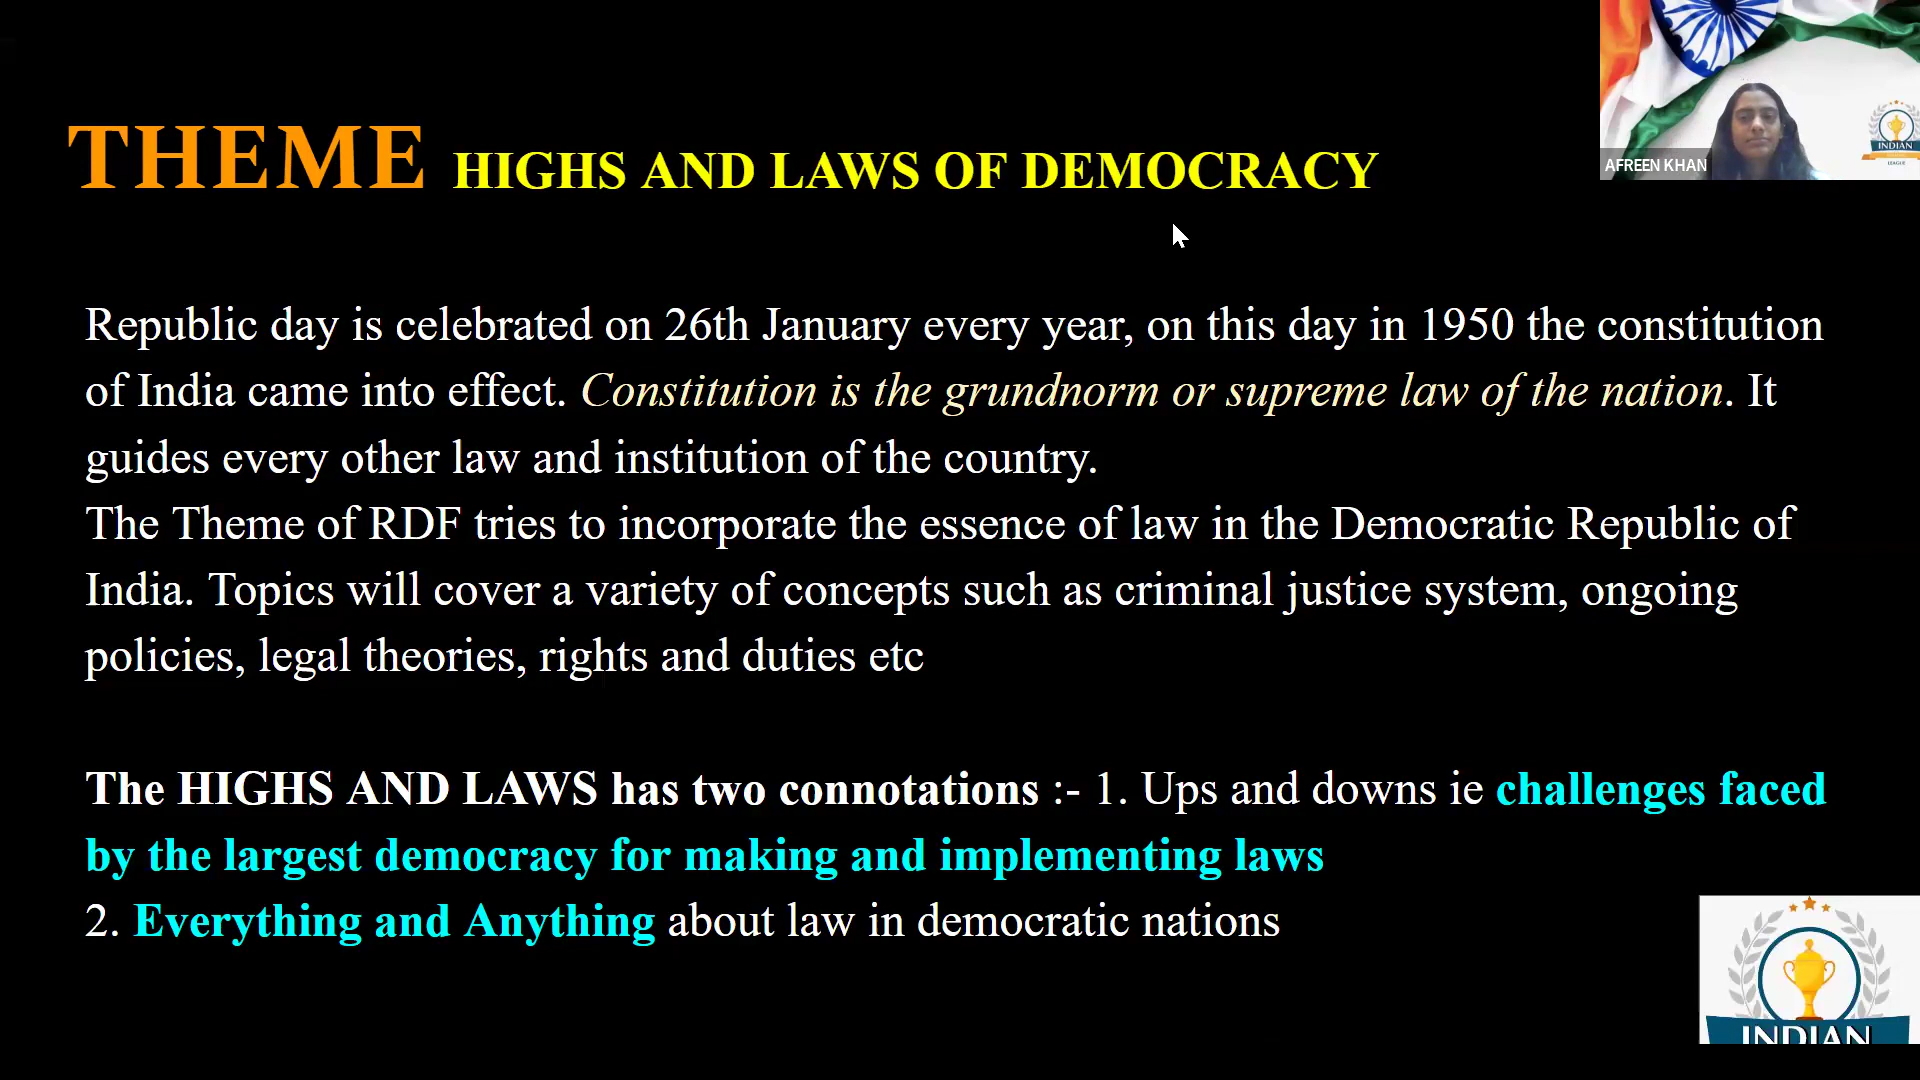 THEME HIGHS AND LAWS OF DEMOCRACY
AFREEN KHAN
INDIAN
LEAGUE
Republic day is celebrated on 26th January every year, on this day in 1950 the constitution
of India came into effect. Constitution is the grundnorm or supreme law of the nation. It
guides every other law and institution of the country.
The Theme of RDF tries to incorporate the essence of law in the Democratic Republic of
India. Topics will cover a variety of concepts such as criminal justice system, ongoing
policies, legal theories, rights and duties etc
The HIGHS AND LAWS has two connotations :- 1. Ups and downs ie challenges faced
by the largest democracy for making and implementing laws
2. Everything and Anything about law in democratic nations
INDIAN